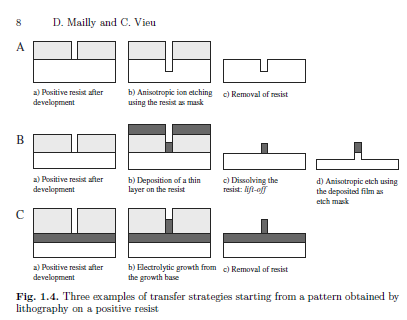 8 D. Mailly and C. Vieu
A
a) Positive resist after
development
b) Anisotropic ion etching
using the resist as mask
c) Removal of resist
B
a) Positive resist after
development
b) Deposition of a thin
layer on the resist
c) Dissolving the
resist: lift-off
d) Anisotropic etch using
the deposited film as
etch mask
C
a) Positive resist after
development
b) Electrolytic growth from
the growth base
c) Removal of resist
Fig. 1.4. Three examples of transfer strategies starting from a pattern obtained by
lithography on a positive resist